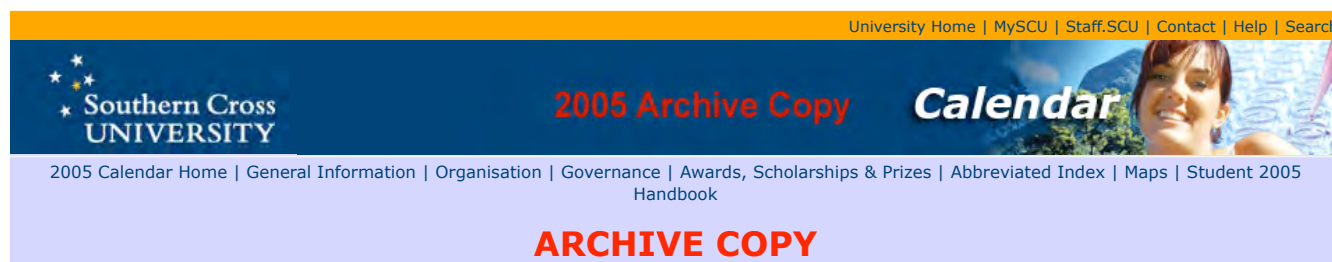 University Home | MySCU | Staff.SCU | Contact | Help | Search
Southern Cross
UNIVERSITY
2005 Archive Copy
Calendar
2005 Calendar Home | General Information | Organisation | Governance | Awards, Scholarships & Prizes | Abbreviated Index | Maps | Student 2005
Handbook
ARCHIVE COPY